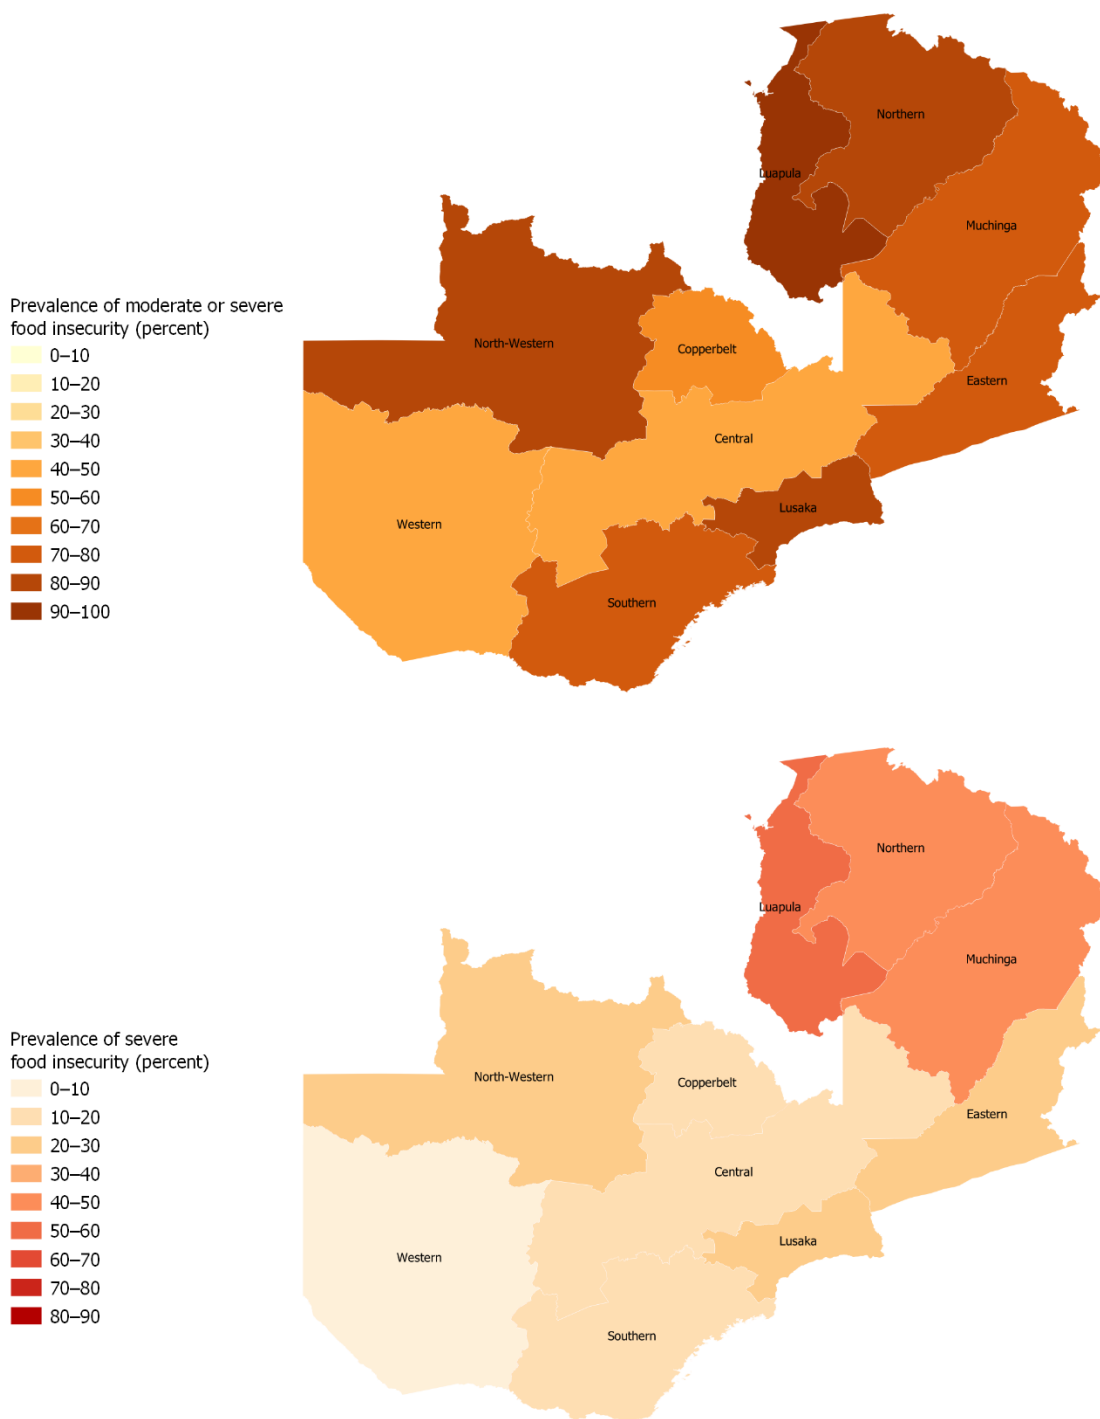 Northern
Luapula
Muchinga
Prevalence of moderate or severe
food insecurity (percent)
0–10
10–20
20–30
30–40
40–50
50–60
60–70
70–80
80–90
90–100
North-Western
Copperbelt
Eastern
Central
Lusaka
Western
Southern
Northern
Luapula
Muchinga
Prevalence of severe
food insecurity (percent)
0–10
10–20
20–30
30–40
40–50
50–60
60–70
70–80
80–90
North-Western
Copperbelt
Eastern
Central
Lusaka
Western
Southern